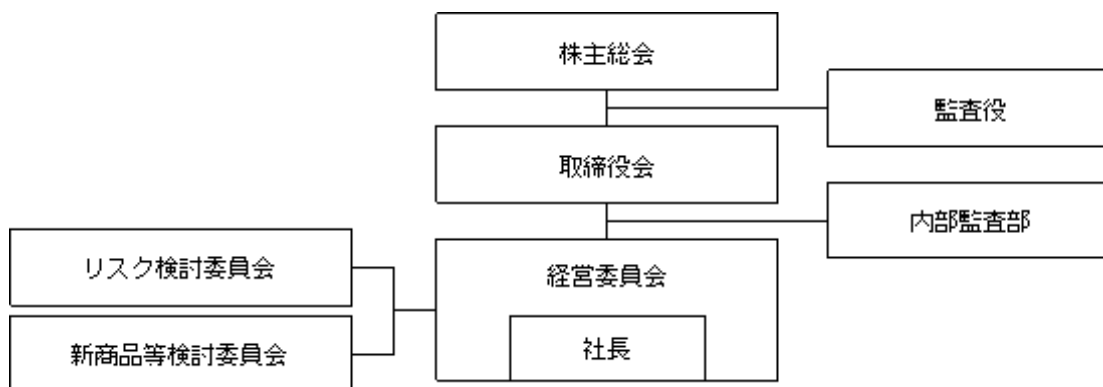 株主総会
監査役
取締役会
内部監査部
リスク検討委員会
経営委員会
社長
新商品等検討委員会